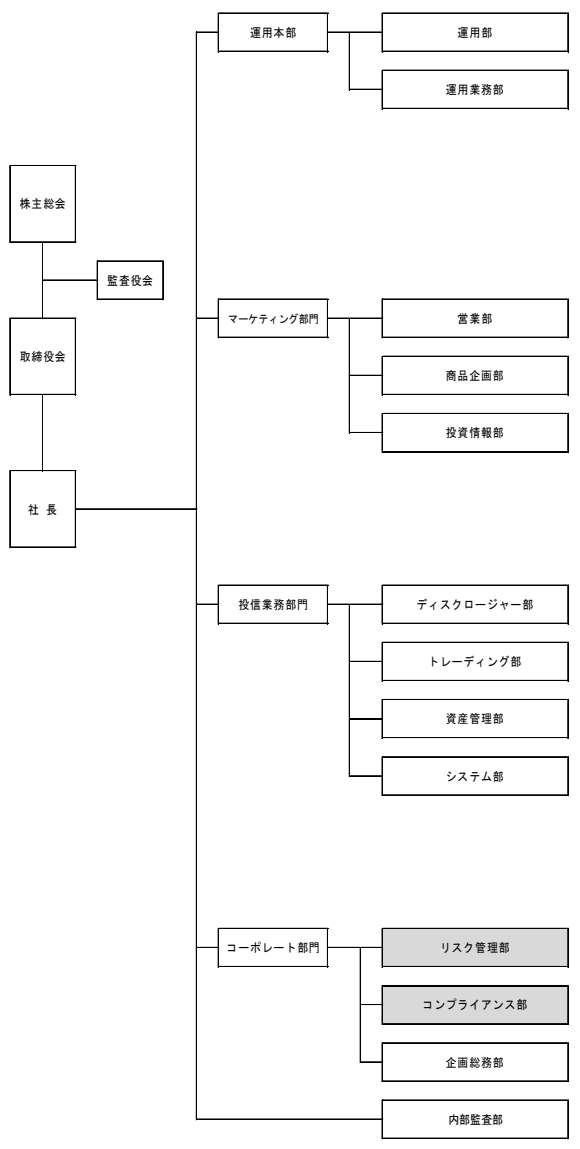 株主総会
監査役会
取締役会
社 長
運用本部
運用部
運用業務部
マーケティング部門
営業部
商品企画部
投資情報部
投信業務部門
ディスクロージャー部
トレーディング部
資産管理部
システム部
コーポレート部門
リスク管理部
コンプライアンス部
企画総務部
内部監査部